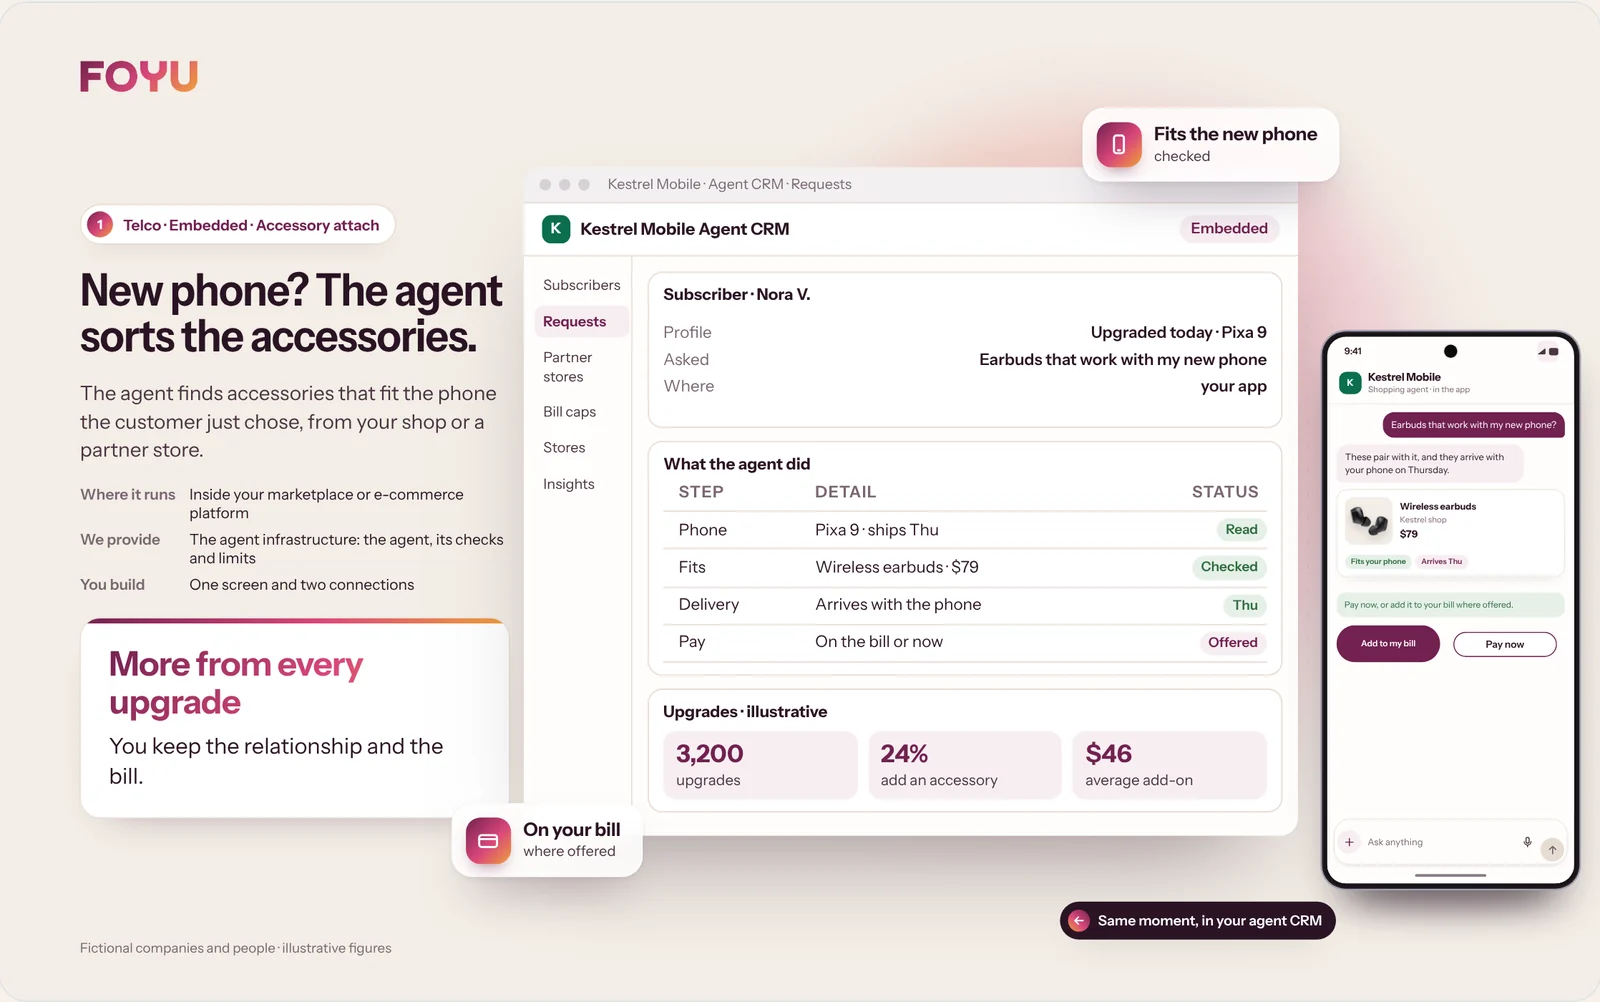 FOYU
1 Telco · Embedded · Accessory attach
New phone? The agent
sorts the accessories.
The agent finds accessories that fit the phone
the customer just chose, from your shop or a
partner store.
Where it runs Inside your marketplace or e-commerce
platform
We provide The agent infrastructure: the agent, its checks
and limits
You build One screen and two connections
More from every
upgrade
You keep the relationship and the
bill.
On your bill
where offered
Fictional companies and people · illustrative figures
Fits the new phone
checked
Kestrel Mobile · Agent CRM · Requests
K Kestrel Mobile Agent CRM
Embedded
Subscribers
Requests
Partner
stores
Bill caps
Stores
Insights
Subscriber · Nora V.
Profile Upgraded today · Pixa 9
Asked Earbuds that work with my new phone
Where your app
What the agent did
STEP DETAIL STATUS
Phone Pixa 9 · ships Thu Read
Fits Wireless earbuds · $79 Checked
Delivery Arrives with the phone Thu
Pay On the bill or now Offered
Upgrades · illustrative
3,200 24% $46
upgrades add an accessory average add-on
9:41
K Kestrel Mobile
Shopping agent · in the app
Earbuds that work with my new phone?
These pair with it, and they arrive with
your phone on Thursday.
Wireless earbuds
Kestrel shop
$79
Fits your phone Arrives Thu
Pay now, or add it to your bill where offered.
Add to my bill Pay now
Ask anything
Same moment, in your agent CRM